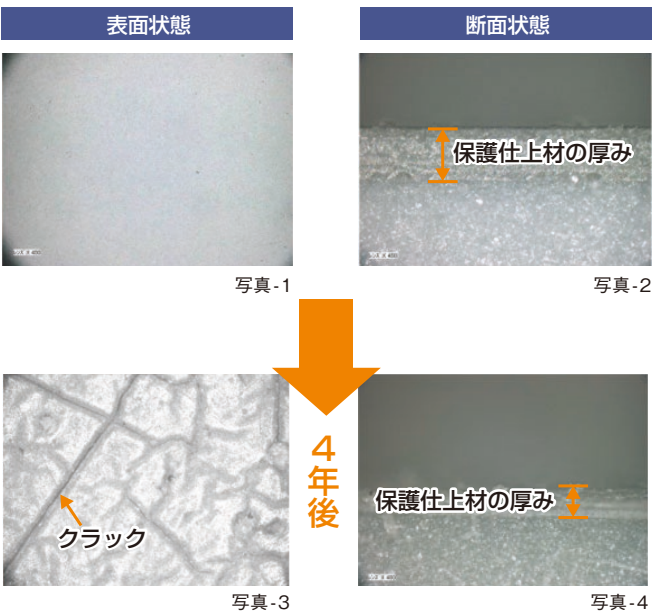 表面状態
断面状態
保護仕上材の厚み
写真-1
写真-2
4年後
保護仕上材の厚み
クラック
写真-3
写真-4